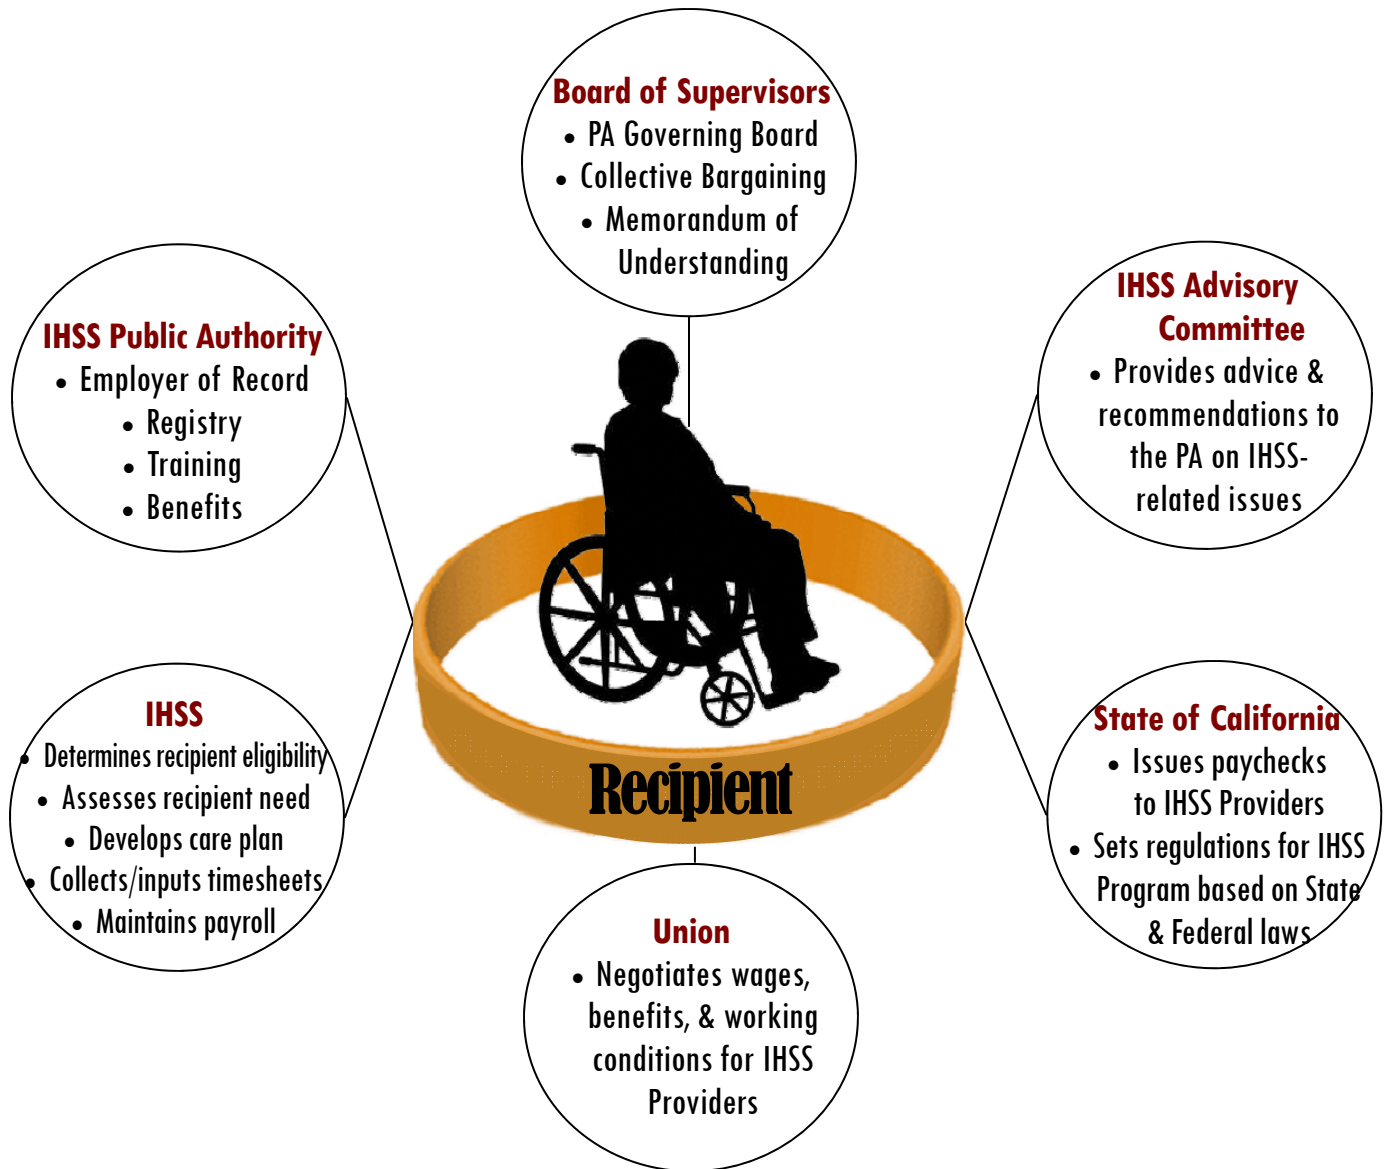 Board of Supervisors
• PA Governing Board
• Collective Bargaining
• Memorandum of
Understanding
IHSS Public Authority
• Employer of Record
• Registry
• Training
• Benefits
IHSS Advisory
Committee
• Provides advice &
recommendations to
the PA on IHSS-
related issues
IHSS
• Determines recipient eligibility
• Assesses recipient need
• Develops care plan
• Collects/inputs timesheets
• Maintains payroll
Recipient
State of California
• Issues paychecks
to IHSS Providers
• Sets regulations for IHSS
Program based on State
& Federal laws
Union
• Negotiates wages,
benefits, & working
conditions for IHSS
Providers